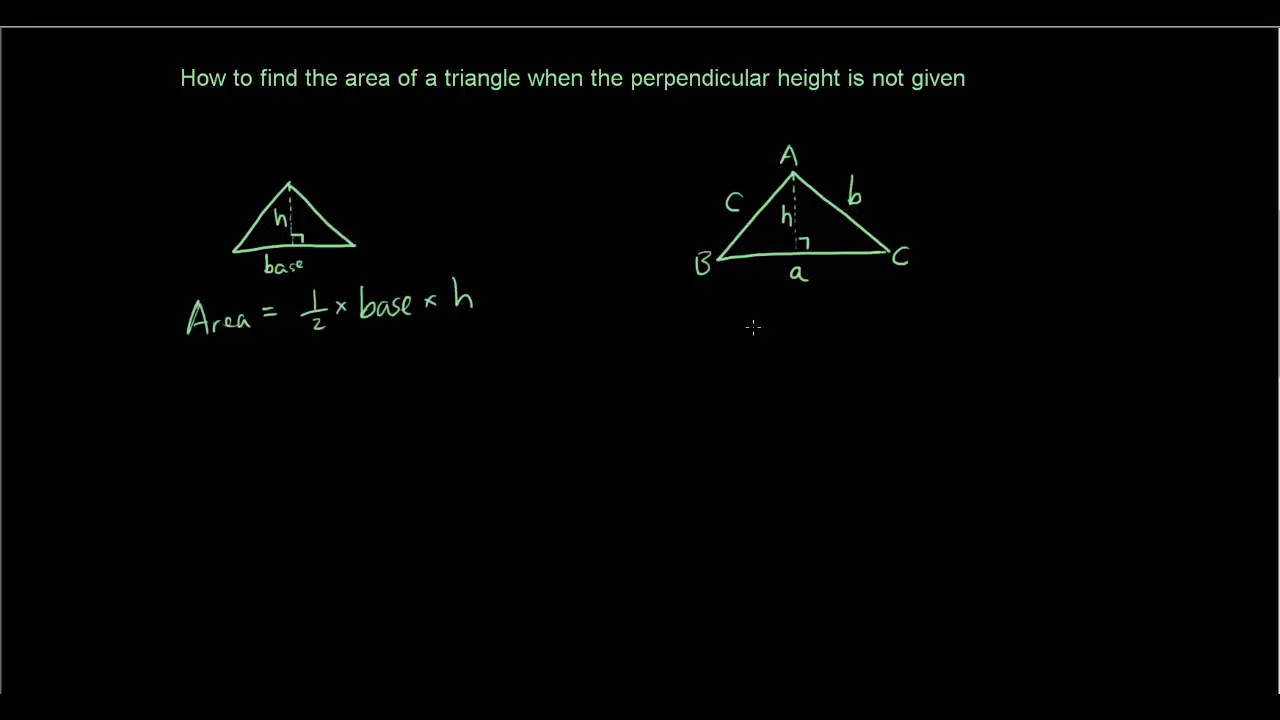 How to find the area of a triangle when the perpendicular height is not given
h
base
Area = 1/2 × base × h
A
c
b
h
B
C
a